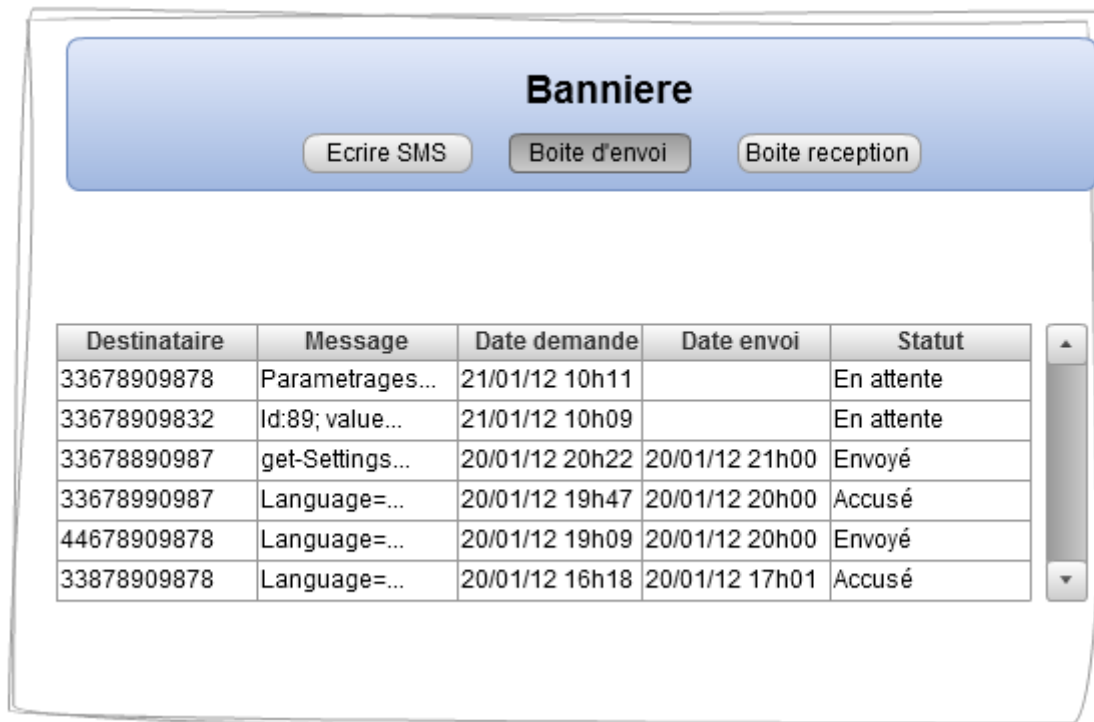 Banniere
Ecrire SMS Boite d'envoi Boite reception
Destinataire Message Date demande Date envoi Statut
33678909878 Parametrages... 21/01/12 10h11 En attente
33678909832 Id:89; value... 21/01/12 10h09 En attente
33678890987 get-Settings... 20/01/12 20h22 20/01/12 21h00 Envoyé
33678990987 Language=... 20/01/12 19h47 20/01/12 20h00 Accusé
44678909878 Language=... 20/01/12 19h09 20/01/12 20h00 Envoyé
33878909878 Language=... 20/01/12 16h18 20/01/12 17h01 Accusé